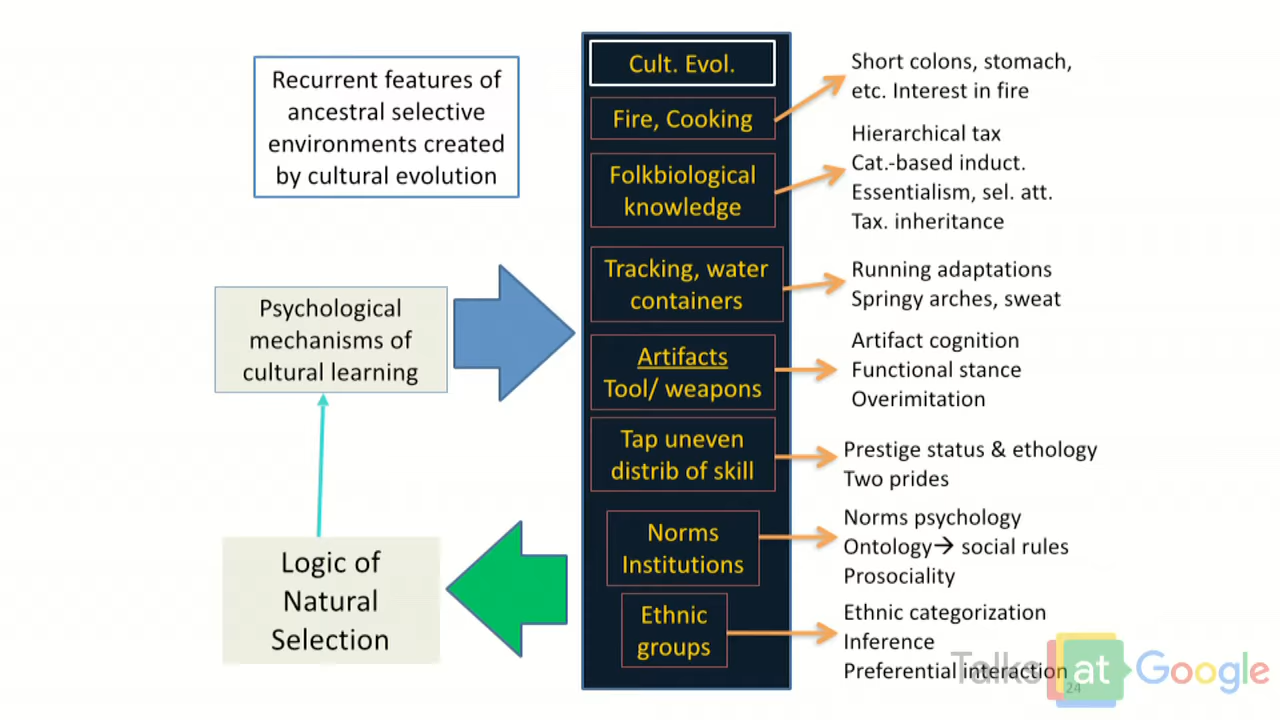 Recurrent features of
ancestral selective
environments created
by cultural evolution
Psychological
mechanisms of
cultural learning
Logic of
Natural
Selection
Cult. Evol.
Fire, Cooking
Short colons, stomach,
etc. Interest in fire
Folkbiological
knowledge
Hierarchical tax
Cat.-based induct.
Essentialism, sel. att.
Tax. inheritance
Tracking, water
containers
Running adaptations
Springy arches, sweat
Artifacts
Tool/ weapons
Artifact cognition
Functional stance
Overimitation
Tap uneven
distrib of skill
Prestige status & ethology
Two prides
Norms
Institutions
Norms psychology
Ontology→ social rules
Prosociality
Ethnic
groups
Ethnic categorization
Inference
Preferential interaction
Talks at Google
24